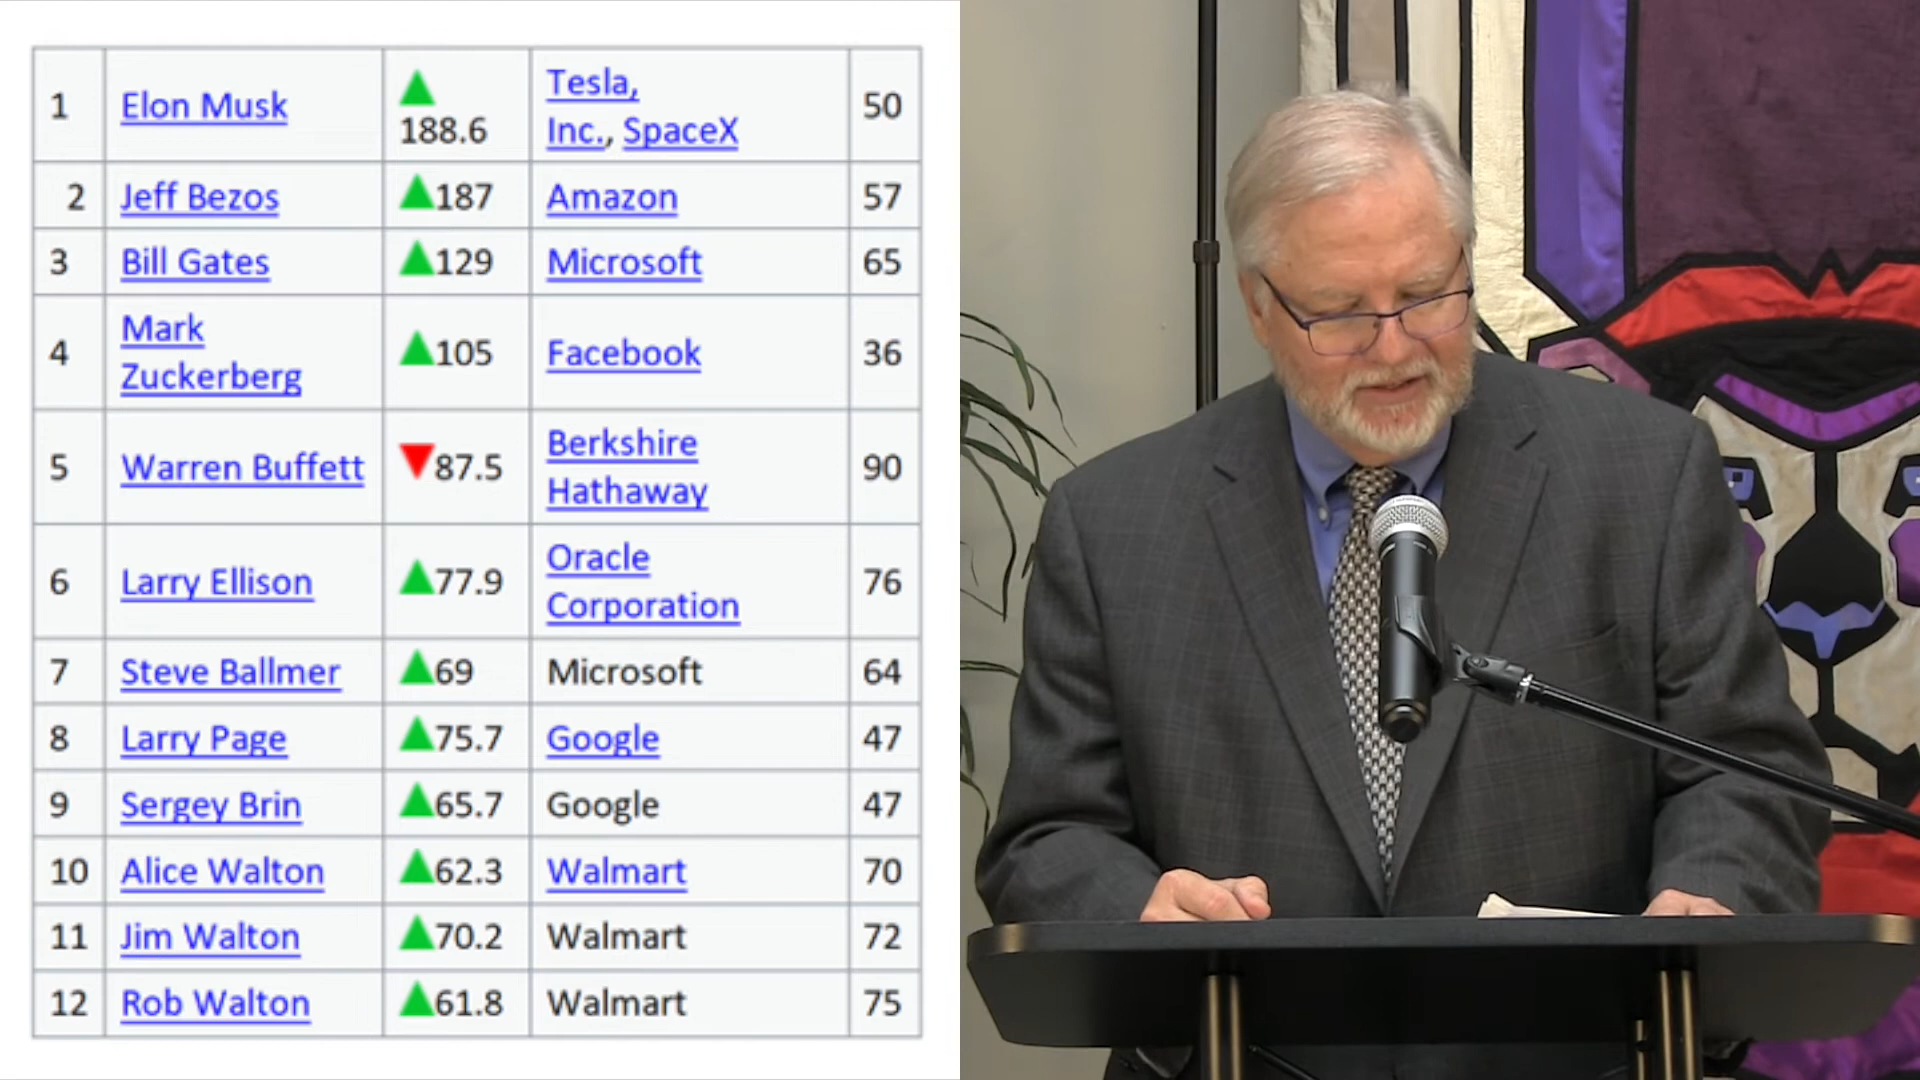 1 Elon Musk 188.6 Tesla, Inc., SpaceX 50
2 Jeff Bezos 187 Amazon 57
3 Bill Gates 129 Microsoft 65
4 Mark Zuckerberg 105 Facebook 36
5 Warren Buffett 87.5 Berkshire Hathaway 90
6 Larry Ellison 77.9 Oracle Corporation 76
7 Steve Ballmer 69 Microsoft 64
8 Larry Page 75.7 Google 47
9 Sergey Brin 65.7 Google 47
10 Alice Walton 62.3 Walmart 70
11 Jim Walton 70.2 Walmart 72
12 Rob Walton 61.8 Walmart 75